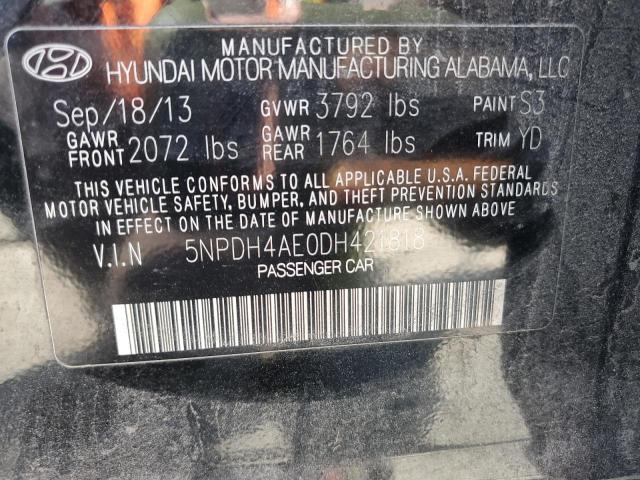 MANUFACTURED BY
HYUNDAI MOTOR MANUFACTURING ALABAMA, LLC
Sep/18/13 GVWR 3792 lbs PAINT S3
GAWR FRONT 2072 lbs GAWR REAR 1764 lbs TRIM YD
THIS VEHICLE CONFORMS TO ALL APPLICABLE U.S.A. FEDERAL
MOTOR VEHICLE SAFETY, BUMPER, AND THEFT PREVENTION STANDARDS
IN EFFECT ON THE DATE OF MANUFACTURE SHOWN ABOVE
V.I.N 5NPDH4AE0DH421818
PASSENGER CAR